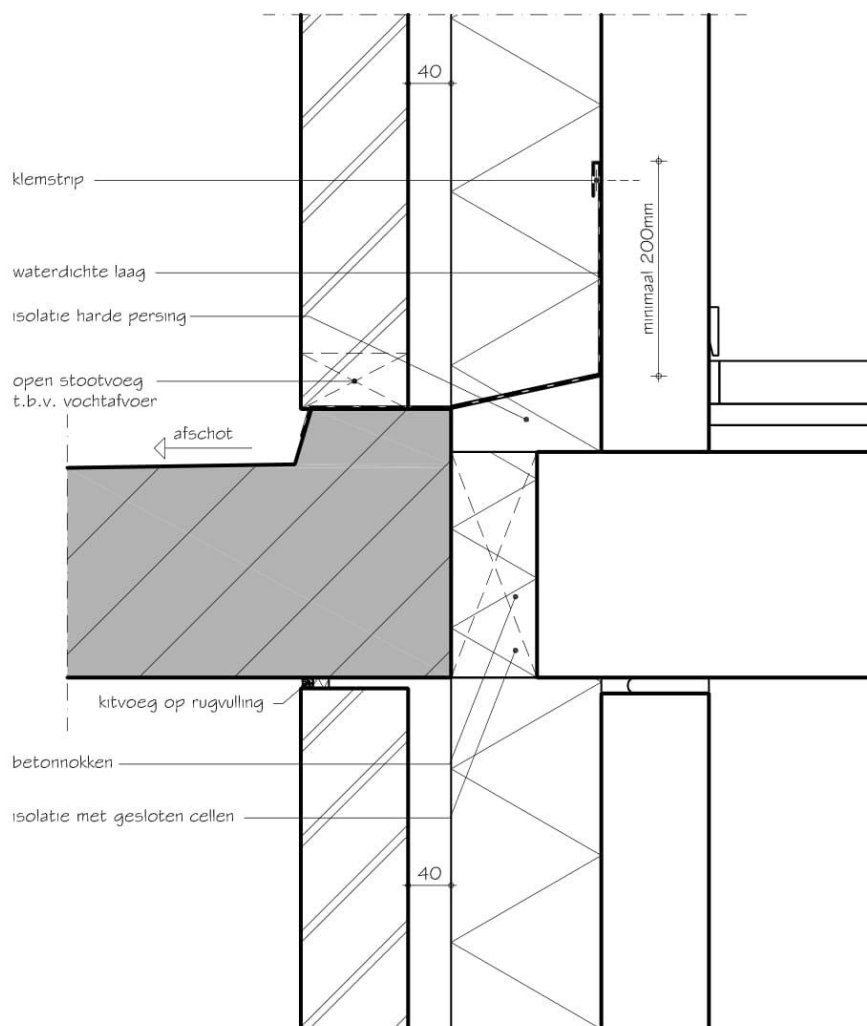 40
klemstrip
waterdichte laag
isolatie harde persing
minimaal 200mm
open stootvoeg
t.b.v. vochtafvoer
afschot
kitvoeg op rugvulling
betonnokken
isolatie met gesloten cellen
40